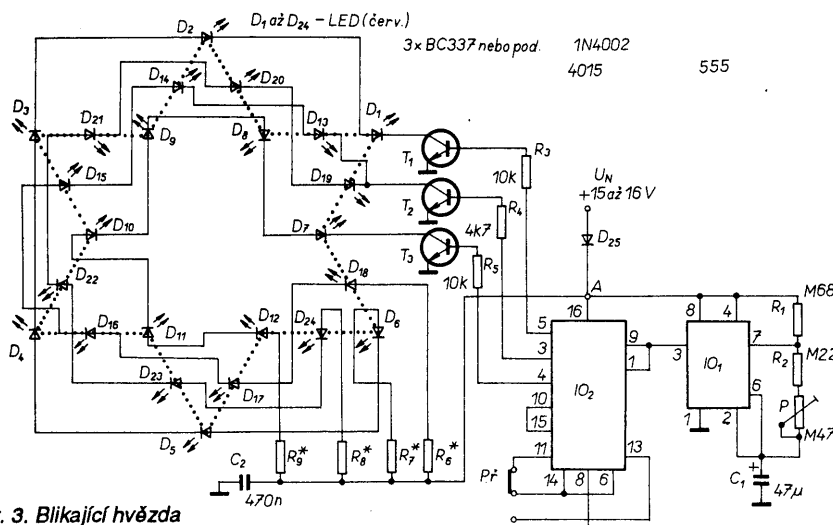 D1 až D24 – LED (červ.)
3x BC337 nebo pod.
1N4002
4015
555
D2
D14
D20
D3
D21
D9
D8
D13
D1
D15
D19
D10
D7
D22
D18
D4
D16
D11
D12
D24
D6
D23
D17
D5
T1
T2
T3
R3
10k
R4
4k7
R5
10k
UN
+15 až 16 V
D25
A
16
5
3
4
10
15
11
14
8
6
13
9
1
IO2
8
4
3
7
6
2
1
IO1
M68
R1
R2
M22
P
M47
C1
+
47µ
Př
R9*
R8*
R7*
R6*
C2
470n
. 3. Blikající hvězda